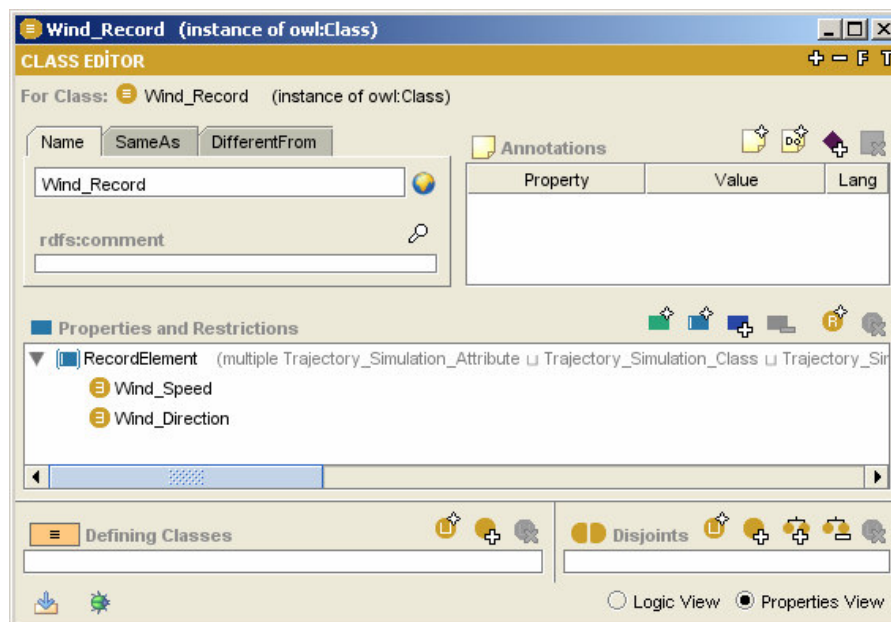 Wind_Record (instance of owl:Class)
CLASS EDİTOR
F T
For Class: Wind_Record (instance of owl:Class)
Name SameAs DifferentFrom
Annotations
Property Value Lang
Wind_Record
rdfs:comment
Properties and Restrictions
RecordElement (multiple Trajectory_Simulation_Attribute ⊔ Trajectory_Simulation_Class ⊔ Trajectory_Sir
Wind_Speed
Wind_Direction
Defining Classes
Disjoints
Logic View Properties View